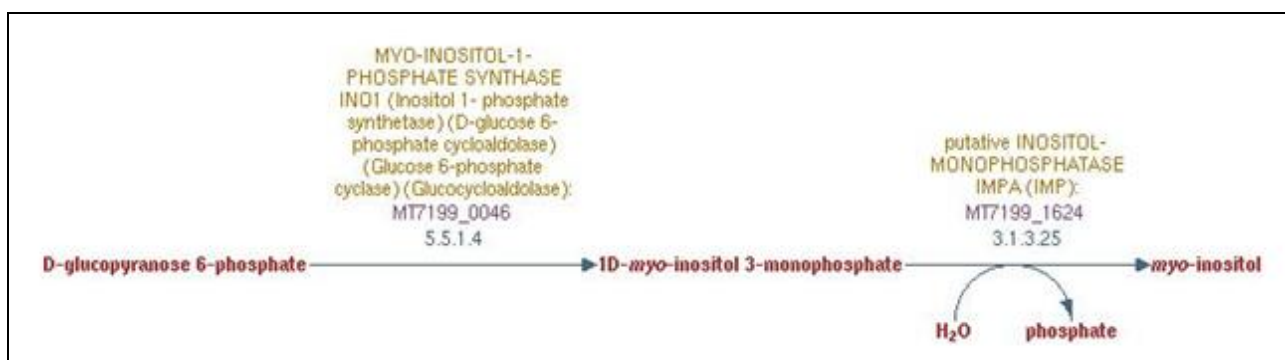 MYO-INOSITOL-1-
PHOSPHATE SYNTHASE
INO1 (Inositol 1- phosphate
synthetase) (D-glucose 6-
phosphate cycloaldolase)
(Glucose 6-phosphate
cyclase) (Glucocycloaldolase):
MT7199_0046
5.5.1.4
putative INOSITOL-
MONOPHOSPHATASE
IMPA (IMP):
MT7199_1624
3.1.3.25
D-glucopyranose 6-phosphate 1D-myo-inositol 3-monophosphate myo-inositol
H₂O phosphate